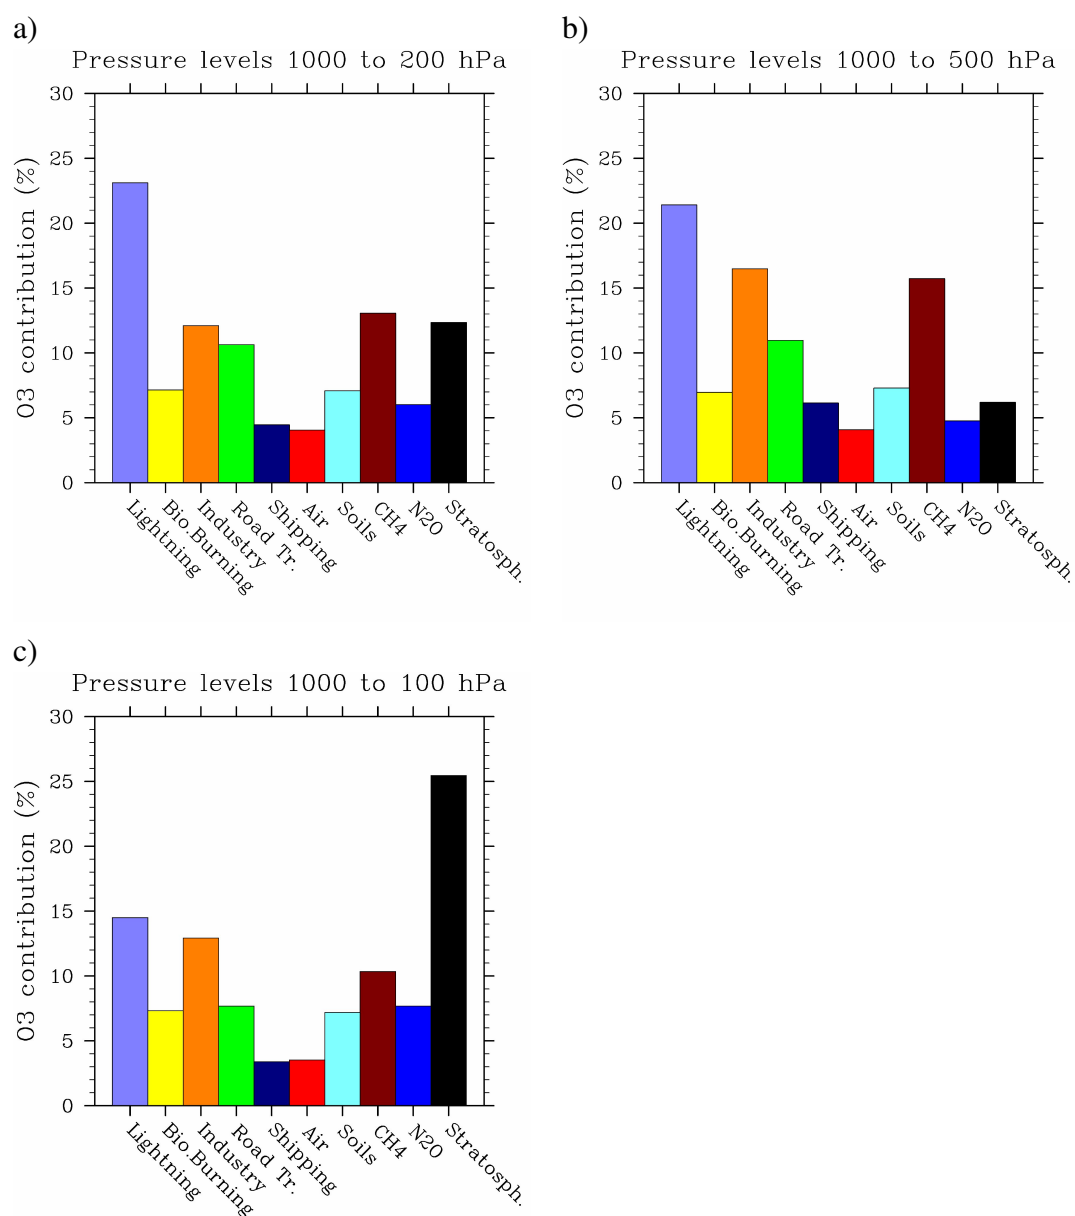 a)
Pressure levels 1000 to 200 hPa
O3 contribution (%)
30
25
20
15
10
5
0
Lightning
Bio.Burning
Industry
Road Tr.
Shipping
Air
Soils
CH4
N2O
Stratosph.
b)
Pressure levels 1000 to 500 hPa
O3 contribution (%)
30
25
20
15
10
5
0
Lightning
Bio.Burning
Industry
Road Tr.
Shipping
Air
Soils
CH4
N2O
Stratosph.
c)
Pressure levels 1000 to 100 hPa
O3 contribution (%)
30
25
20
15
10
5
0
Lightning
Bio.Burning
Industry
Road Tr.
Shipping
Air
Soils
CH4
N2O
Stratosph.